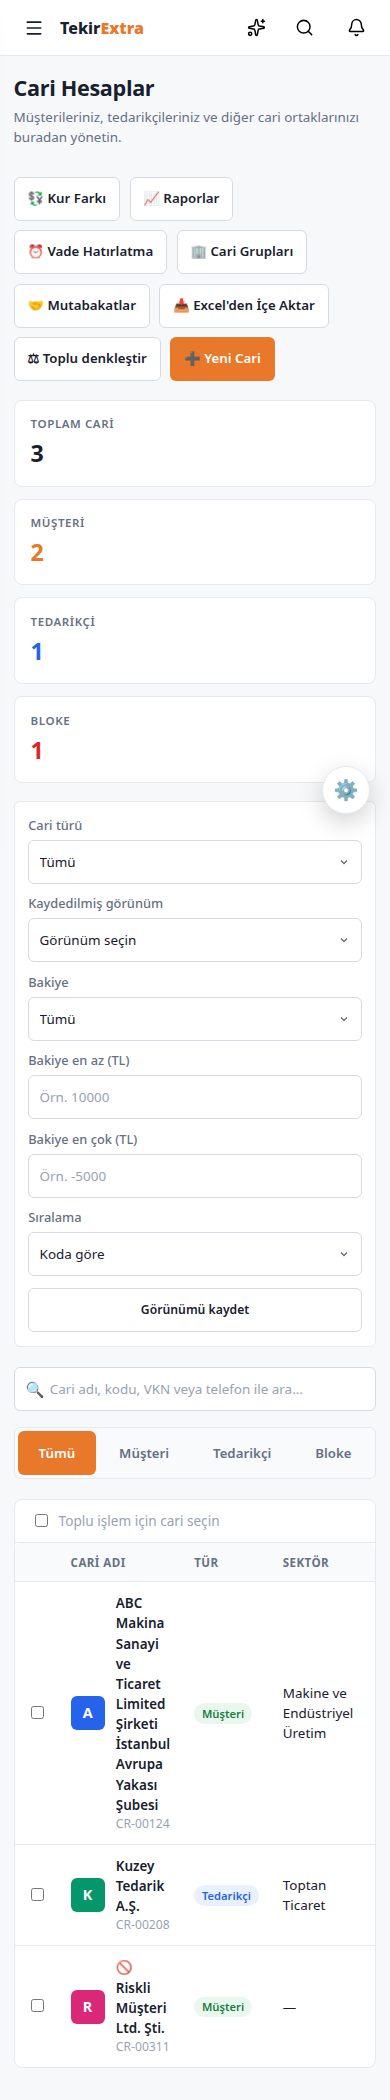 TekirExtra
Cari Hesaplar
Müşterileriniz, tedarikçileriniz ve diğer cari ortaklarınızı
buradan yönetin.
💱 Kur Farkı
📈 Raporlar
⏰ Vade Hatırlatma
🏢 Cari Grupları
🤝 Mutabakatlar
📥 Excel'den İçe Aktar
⚖ Toplu denkleştir
➕ Yeni Cari
TOPLAM CARİ
3
MÜŞTERİ
2
TEDARİKÇİ
1
BLOKE
1
Cari türü
Tümü
Kaydedilmiş görünüm
Görünüm seçin
Bakiye
Tümü
Bakiye en az (TL)
Örn. 10000
Bakiye en çok (TL)
Örn. -5000
Sıralama
Koda göre
Görünümü kaydet
🔍 Cari adı, kodu, VKN veya telefon ile ara...
Tümü Müşteri Tedarikçi Bloke
Toplu işlem için cari seçin
CARİ ADI TÜR SEKTÖR
A
ABC
Makina
Sanayi
ve
Ticaret
Limited
Şirketi
İstanbul
Avrupa
Yakası
Şubesi
CR-00124
Müşteri
Makine ve
Endüstriyel
Üretim
K
Kuzey
Tedarik
A.Ş.
CR-00208
Tedarikçi
Toptan
Ticaret
R
🚫
Riskli
Müşteri
Ltd. Şti.
CR-00311
Müşteri
—